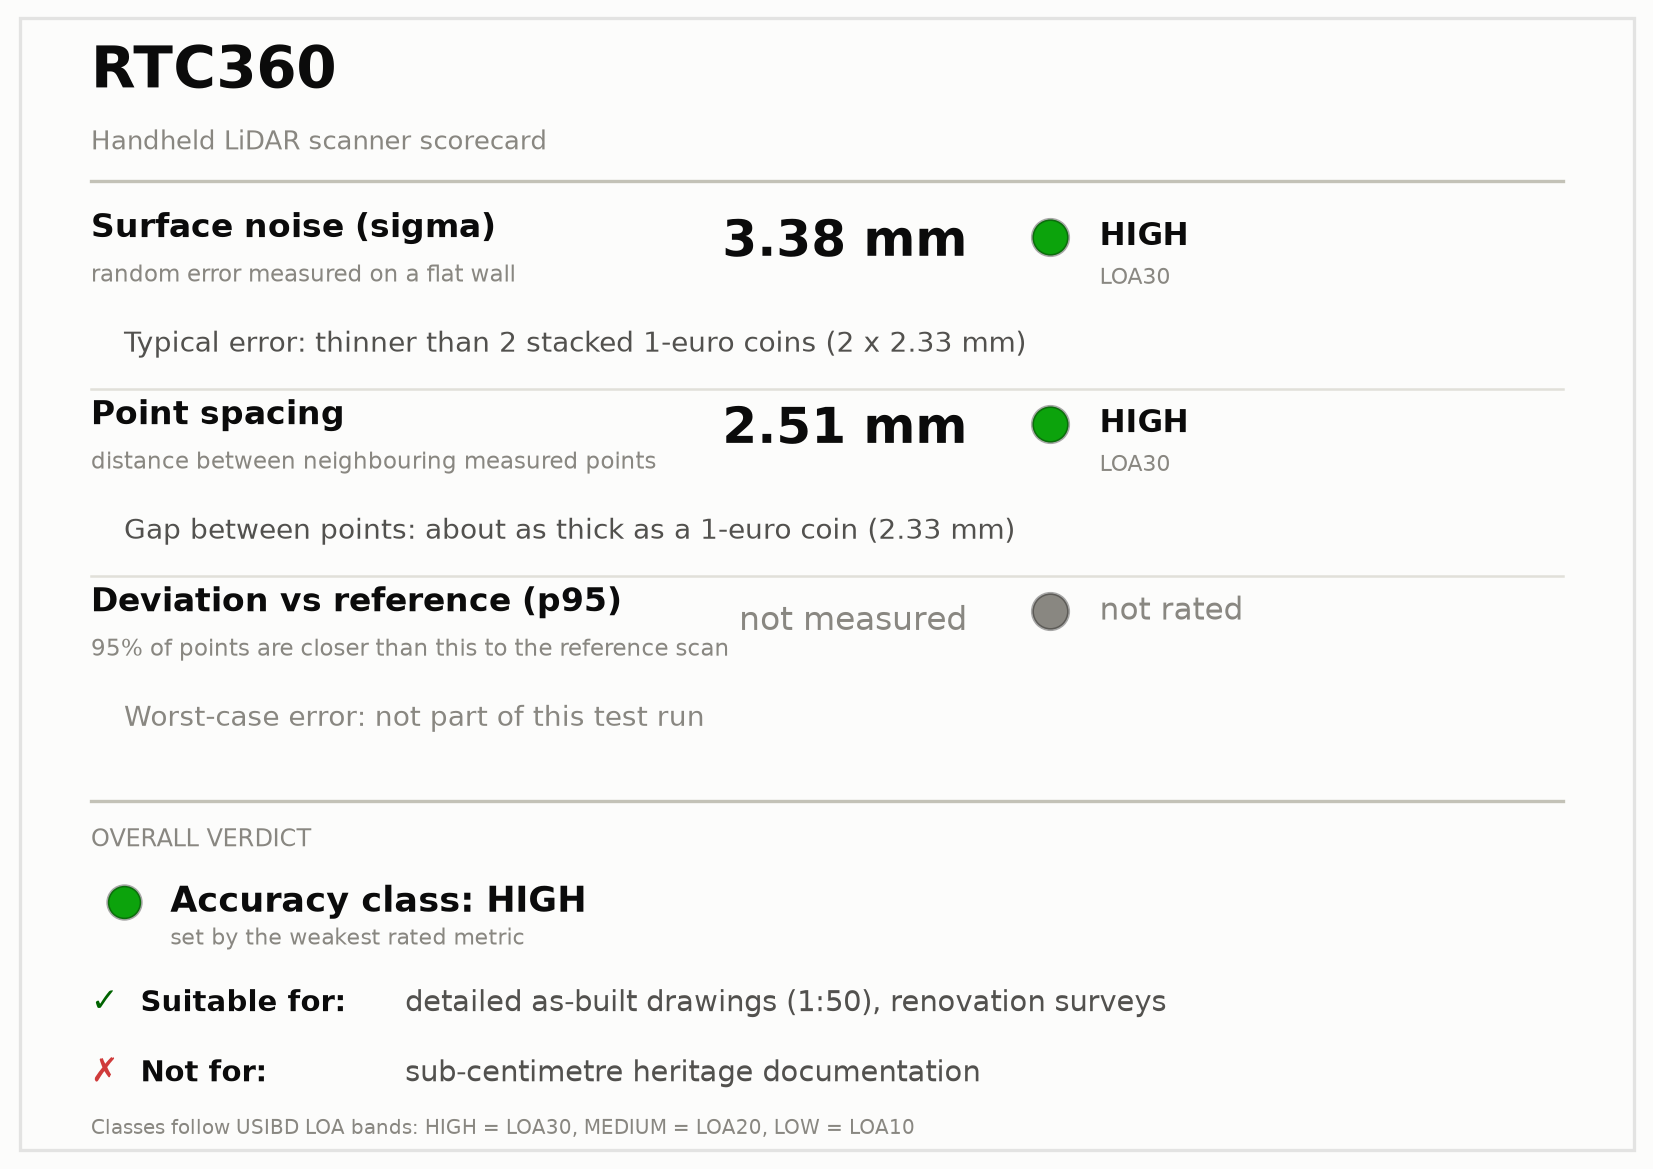 RTC360
Handheld LiDAR scanner scorecard
Surface noise (sigma)
3.38 mm
HIGH
random error measured on a flat wall
LOA30
Typical error: thinner than 2 stacked 1-euro coins (2 x 2.33 mm)
Point spacing
2.51 mm
HIGH
distance between neighbouring measured points
LOA30
Gap between points: about as thick as a 1-euro coin (2.33 mm)
Deviation vs reference (p95)
not measured
not rated
95% of points are closer than this to the reference scan
Worst-case error: not part of this test run
OVERALL VERDICT
Accuracy class: HIGH
set by the weakest rated metric
✓ Suitable for: detailed as-built drawings (1:50), renovation surveys
✗ Not for: sub-centimetre heritage documentation
Classes follow USIBD LOA bands: HIGH = LOA30, MEDIUM = LOA20, LOW = LOA10